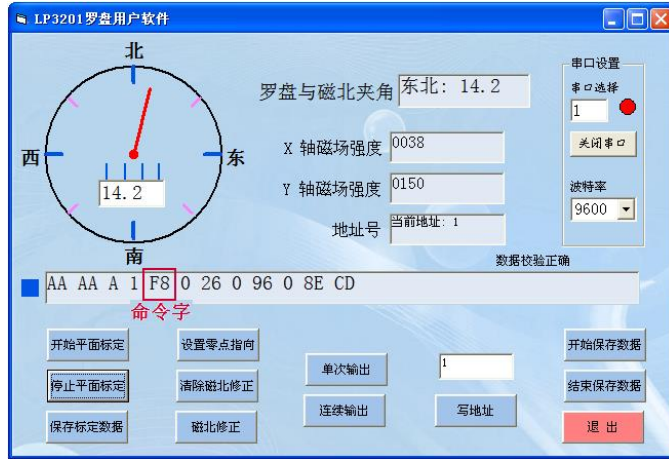 LP3201罗盘用户软件
北
西
东
南
14.2
罗盘与磁北夹角
东北: 14.2
X 轴磁场强度
0038
Y 轴磁场强度
0150
地址号
当前地址: 1
串口设置
串口选择
1
关闭串口
波特率
9600
数据校验正确
AA AA A 1 F8 0 26 0 96 0 8E CD
命令字
开始平面标定
设置零点指向
单次输出
1
开始保存数据
停止平面标定
清除磁北修正
结束保存数据
连续输出
写地址
保存标定数据
磁北修正
退 出